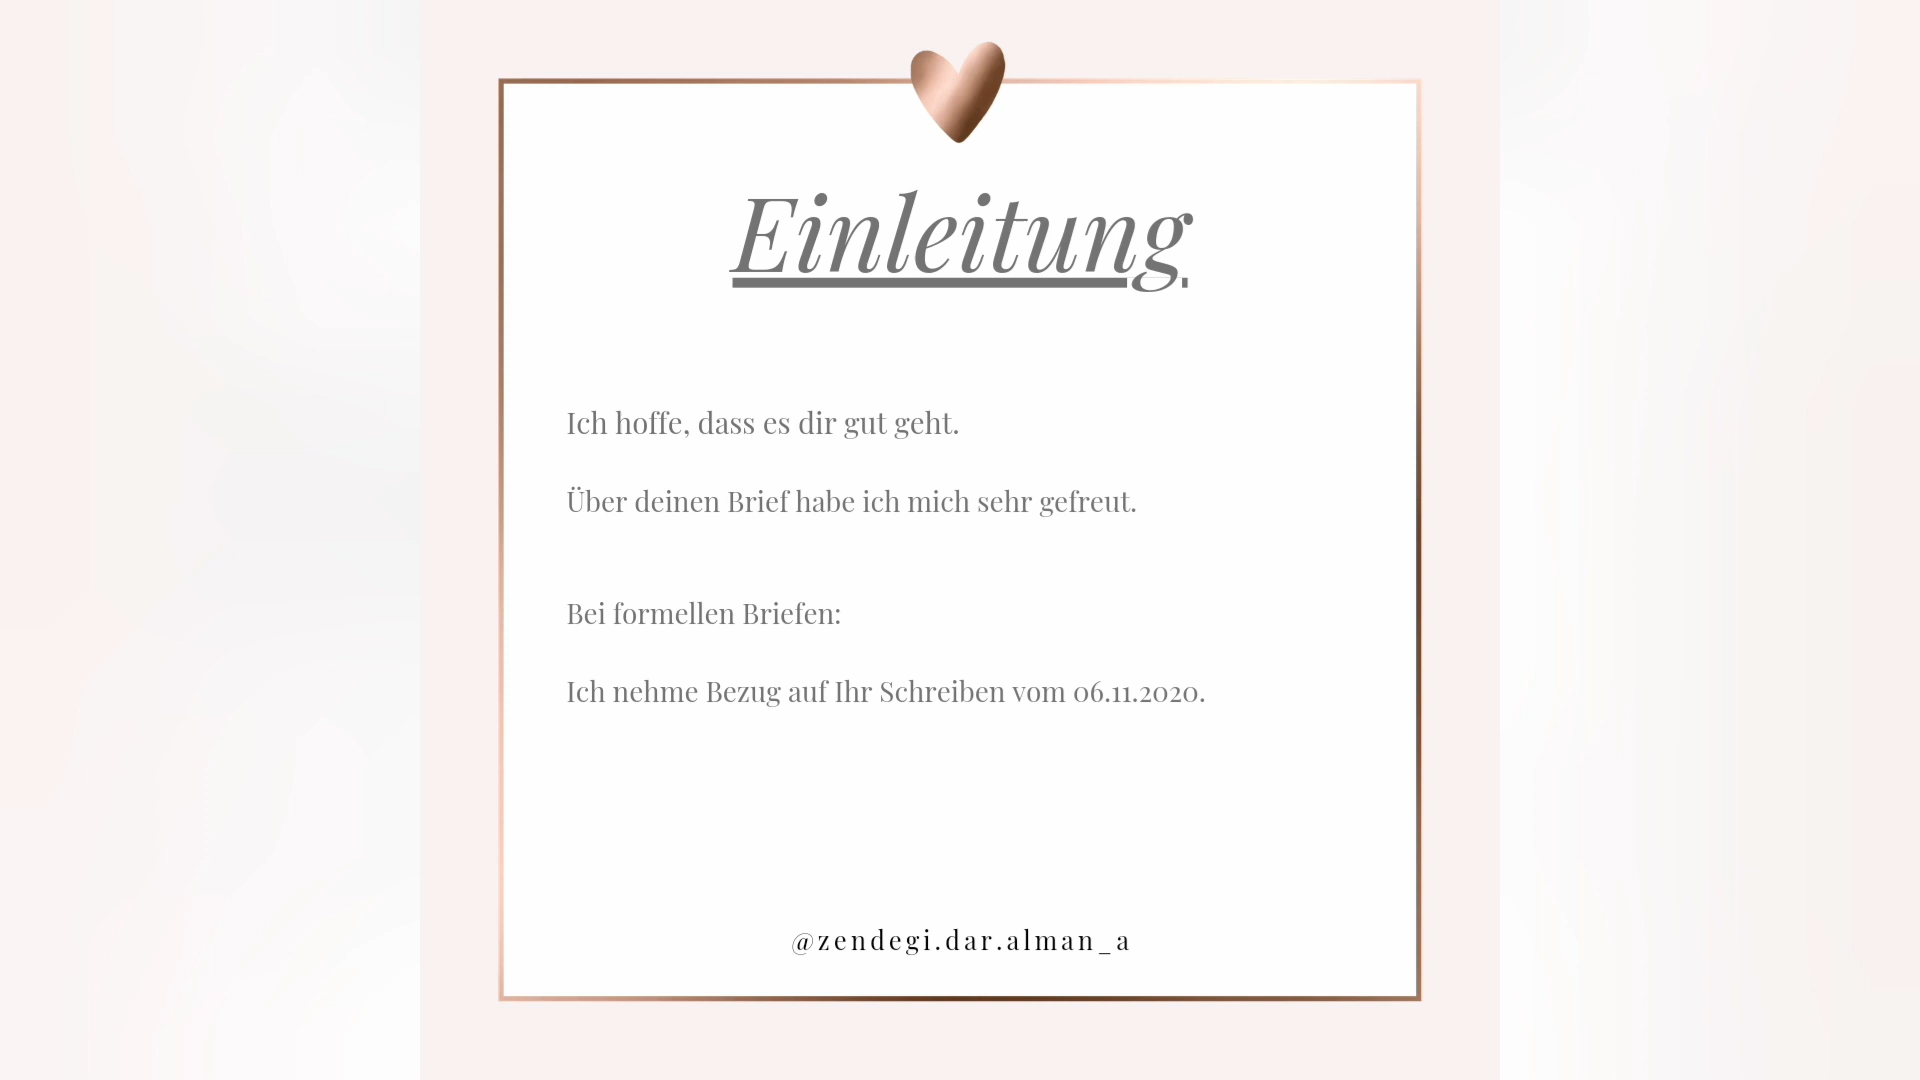 Einleitung
Ich hoffe, dass es dir gut geht.
Über deinen Brief habe ich mich sehr gefreut.
Bei formellen Briefen:
Ich nehme Bezug auf Ihr Schreiben vom 06.11.2020.
@zendegi.dar.alman_a